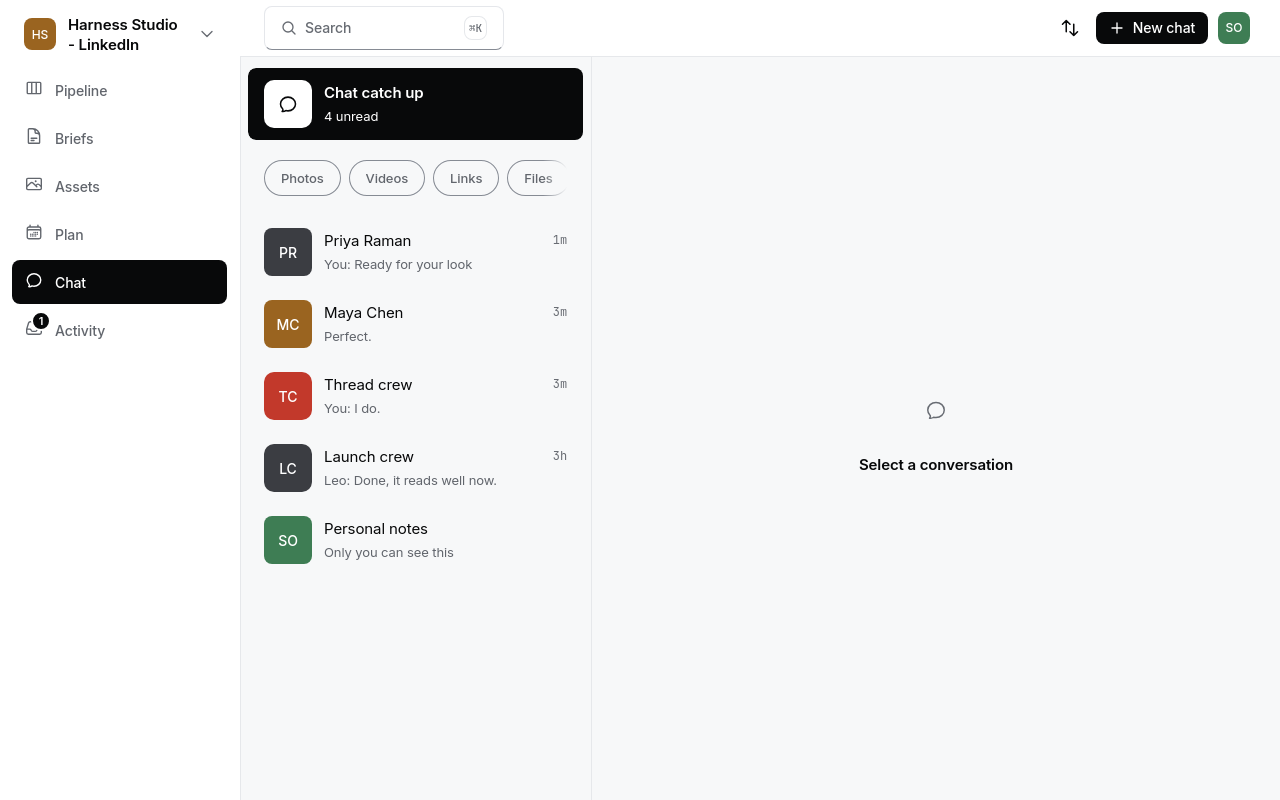 HS
Harness Studio
- LinkedIn
Search
⌘K
New chat
SO
Pipeline
Briefs
Assets
Plan
Chat
1
Activity
Chat catch up
4 unread
Photos
Videos
Links
Files
PR
Priya Raman
1m
You: Ready for your look
MC
Maya Chen
3m
Perfect.
TC
Thread crew
3m
You: I do.
LC
Launch crew
3h
Leo: Done, it reads well now.
SO
Personal notes
Only you can see this
Select a conversation